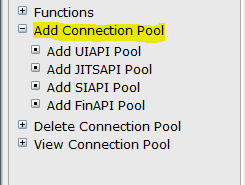 Functions
Add Connection Pool
Add UIAPI Pool
Add JITSAPI Pool
Add SIAPI Pool
Add FinAPI Pool
Delete Connection Pool
View Connection Pool